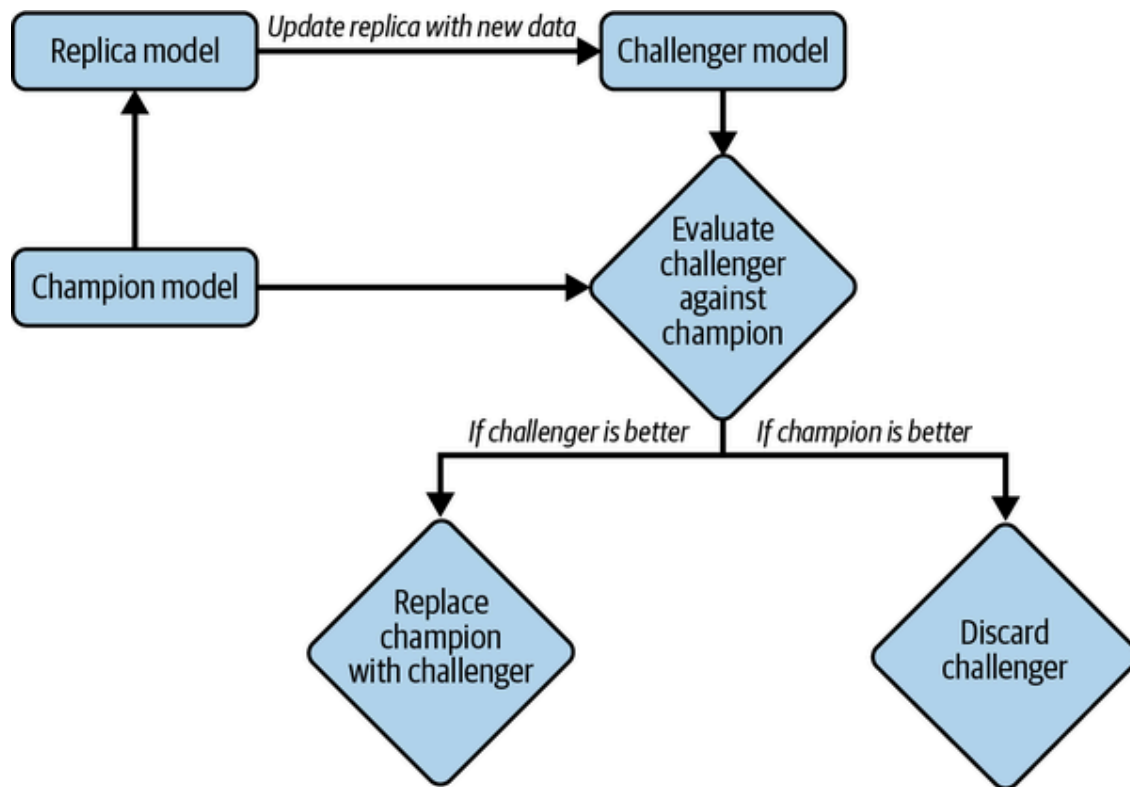 Replica model
Update replica with new data
Challenger model
Champion model
Evaluate
challenger
against
champion
If challenger is better
If champion is better
Replace
champion
with challenger
Discard
challenger